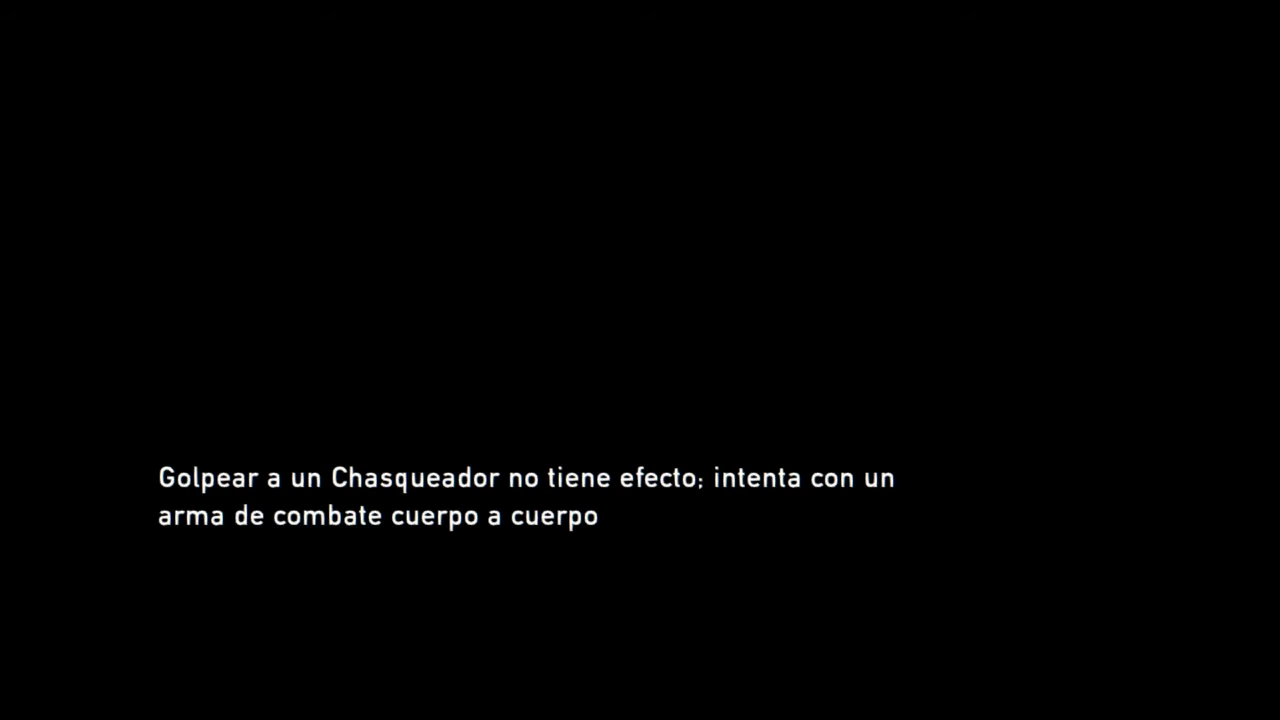 Golpear a un Chasqueador no tiene efecto; intenta con un
arma de combate cuerpo a cuerpo